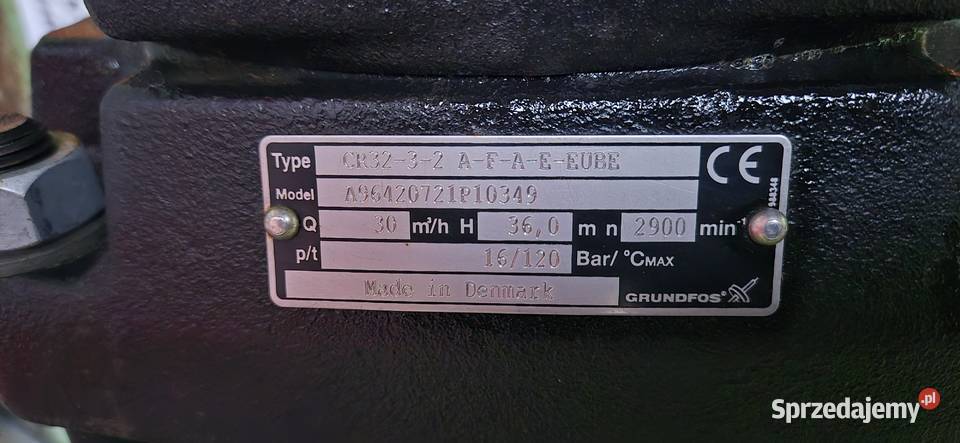 Type CR32-3-2 A-F-A-E-EUBE CE
Model A96420721P10349
988348
Q 30 m³/h H 36,0 m n 2900 min⁻¹
p/t 16/120 Bar/ °CMAX
Made in Denmark GRUNDFOS®
Sprzedajemy.pl